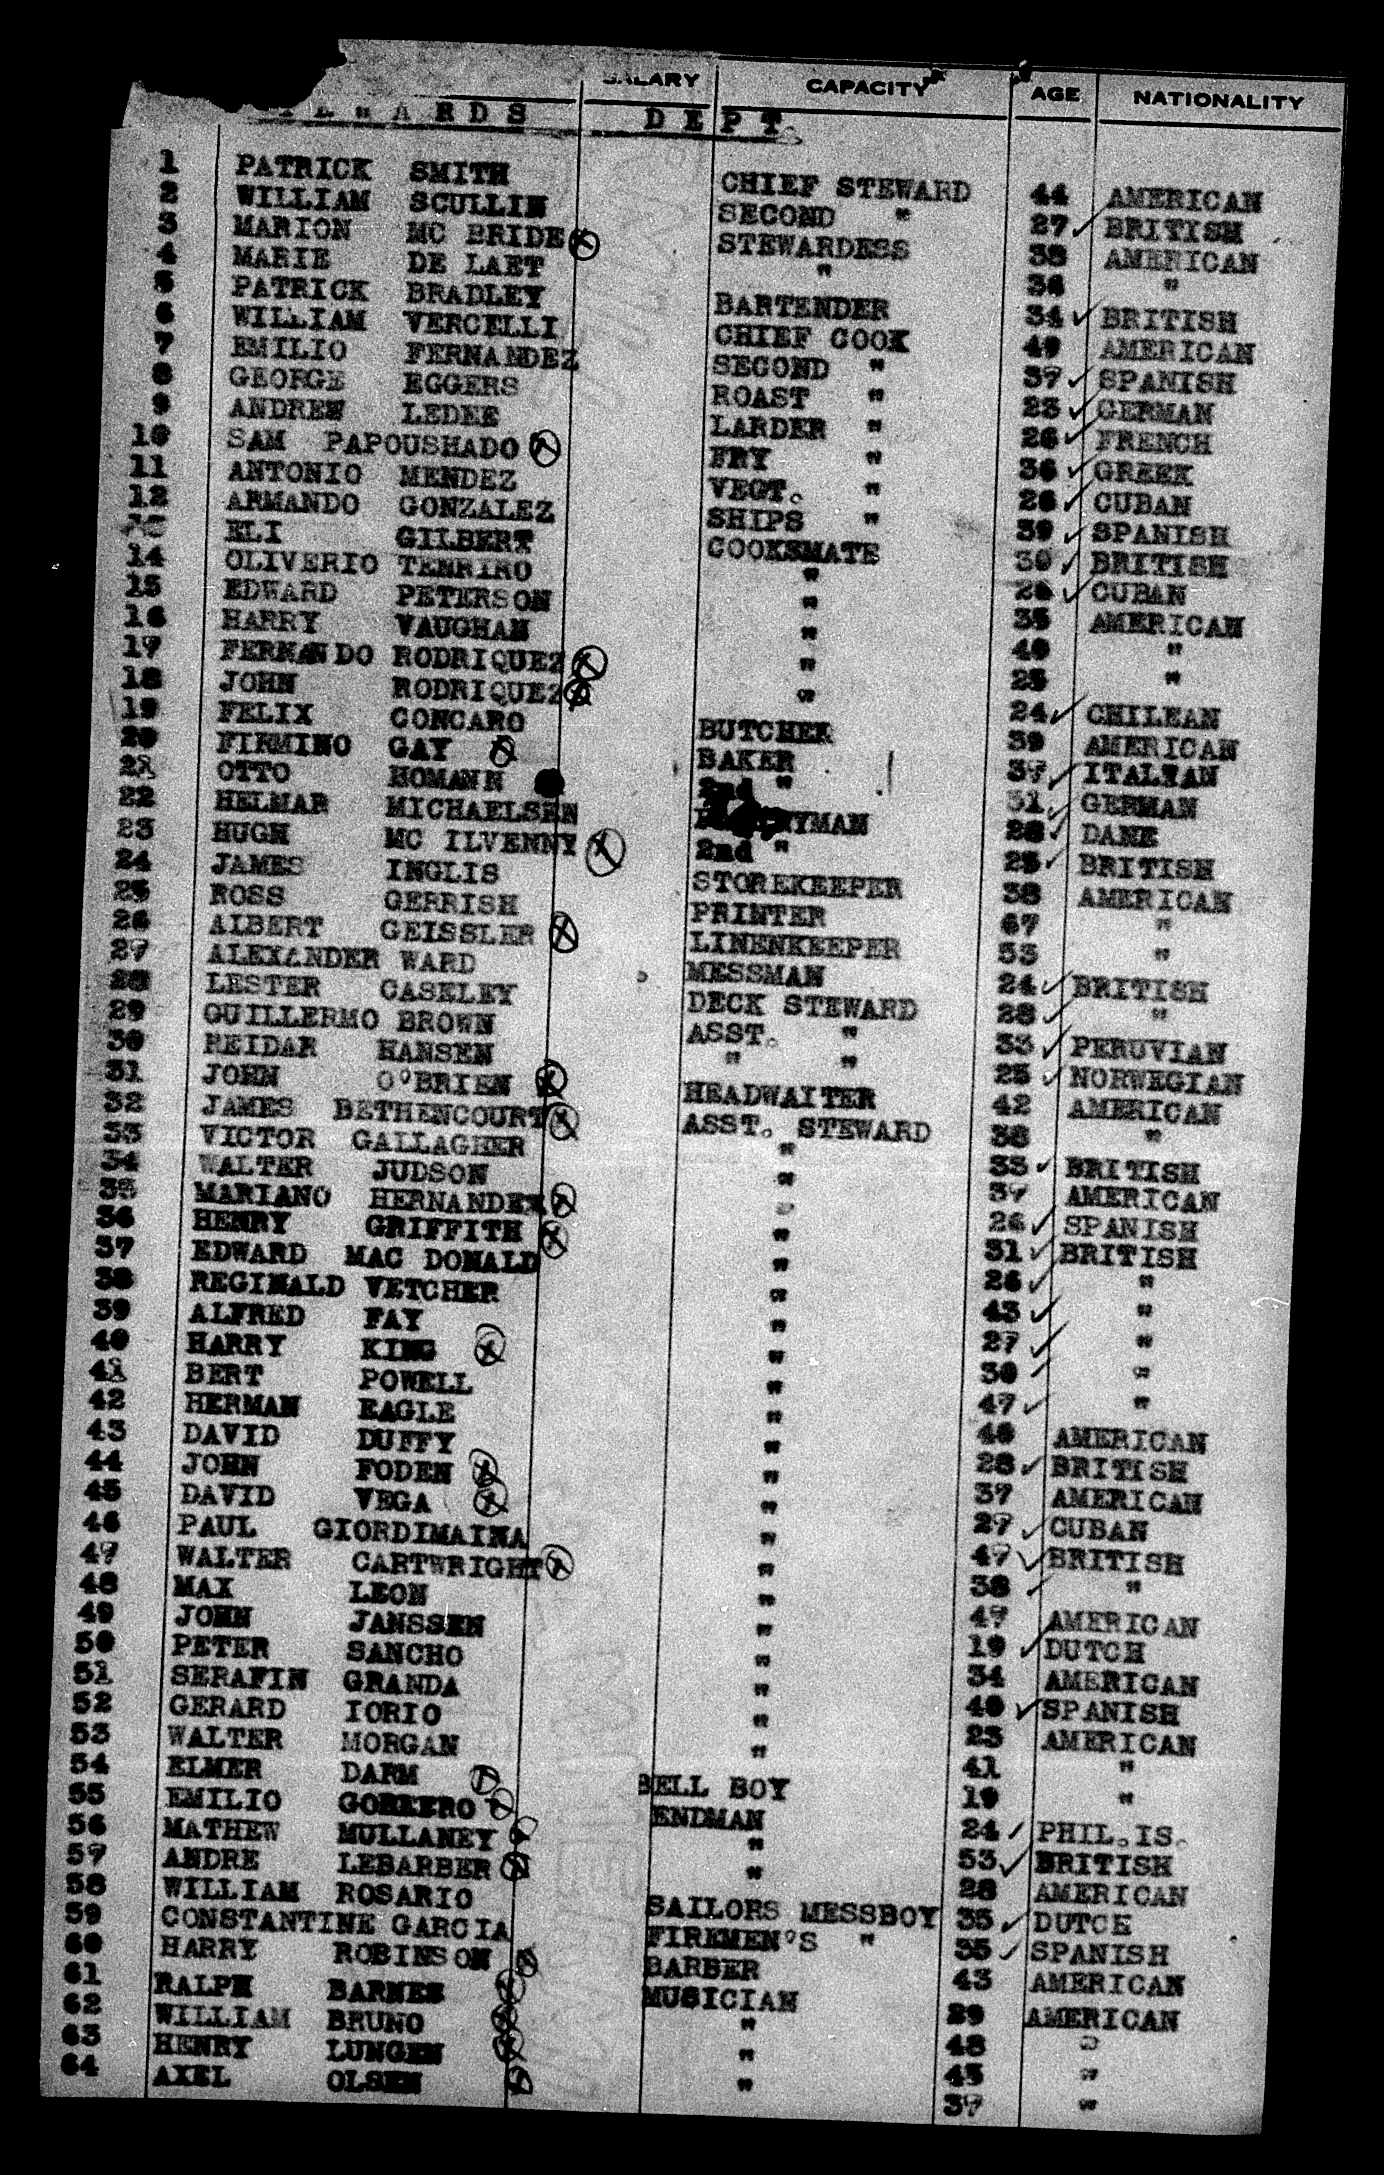 SALARY CAPACITY AGE NATIONALITY
EWARDS DEPT.
1 PATRICK SMITH CHIEF STEWARD 44 AMERICAN
2 WILLIAM SCULLIN SECOND " 27 BRITISH
3 MARION MC BRIDE STEWARDESS 38 AMERICAN
4 MARIE DE LAET " 36 "
5 PATRICK BRADLEY BARTENDER 34 BRITISH
6 WILLIAM VERCELLI CHIEF COOK 49 AMERICAN
7 EMILIO FERNANDEZ SECOND " 37 SPANISH
8 GEORGE EGGERS ROAST " 23 GERMAN
9 ANDREW LEDEE LARDER " 26 FRENCH
10 SAM PAPOUSHADO FRY " 36 GREEK
11 ANTONIO MENDEZ VEGT. " 26 CUBAN
12 ARMANDO GONZALEZ SHIPS " 39 SPANISH
ELI GILBERT COOKSMATE 30 BRITISH
14 OLIVERIO " 26 CUBAN
15 EDWARD PETERSON " 35 AMERICAN
16 HARRY VAUGHAN " 40 "
17 FERNANDO RODRIQUEZ " 25 "
18 JOHN RODRIQUEZ " 24 CHILEAN
19 FELIX GONCARO BUTCHER 39 AMERICAN
20 FIRMINO GAY BAKER 37 ITALIAN
21 OTTO HOMANN 2nd " 31 GERMAN
22 HELMAR MICHAELSEN 28 DANE
23 HUGH MC ILVENNY 2nd " 25 BRITISH
24 JAMES INGLIS STOREKEEPER 38 AMERICAN
25 ROSS GERRISH PRINTER 67 "
26 ALBERT GEISSLER LINENKEEPER 53 "
27 ALEXANDER WARD MESSMAN 24 BRITISH
28 LESTER CASELEY DECK STEWARD 28 "
29 GUILLERMO BROWN ASST. " 33 PERUVIAN
30 REIDAR HANSEN " " 25 NORWEGIAN
31 JOHN O'BRIEN HEADWAITER 42 AMERICAN
32 JAMES BETHENCOURT ASST. STEWARD 38 "
33 VICTOR GALLAGHER " 33 BRITISH
34 WALTER JUDSON " 37 AMERICAN
35 MARIANO HERNANDEZ " 26 SPANISH
36 HENRY GRIFFITH " 31 BRITISH
37 EDWARD MAC DONALD " 26 "
38 REGINALD VETCHER " 43 "
39 ALFRED FAY " 27 "
40 HARRY KING " 30 "
41 BERT POWELL " 47 "
42 HERMAN EAGLE " 40 AMERICAN
43 DAVID DUFFY " 28 BRITISH
44 JOHN FODEN " 37 AMERICAN
45 DAVID VEGA " 27 CUBAN
46 PAUL GIORDIMAINA " 47 BRITISH
47 WALTER CARTWRIGHT " 38 "
48 MAX LEON " 47 AMERICAN
49 JOHN JANSSEN " 19 DUTCH
50 PETER SANCHO " 34 AMERICAN
51 SERAFIN GRANDA " 40 SPANISH
52 GERARD IORIO " 23 AMERICAN
53 WALTER MORGAN " 41 "
54 ELMER DARM BELL BOY 19 "
55 EMILIO ENDMAN 24 PHIL.IS.
56 MATHEW MULLANEY " 53 BRITISH
57 ANDRE LEBARBER " 28 AMERICAN
58 WILLIAM ROSARIO SAILORS MESSBOY 35 DUTCH
59 CONSTANTINE GARCIA FIREMEN'S " 35 SPANISH
60 HARRY ROBINSON BARBER 43 AMERICAN
61 RALPH BARNES MUSICIAN 29 AMERICAN
62 WILLIAM BRUNO " 48 "
63 HENRY LUNGEN " 45 "
64 AXEL OLSEN " 37 "